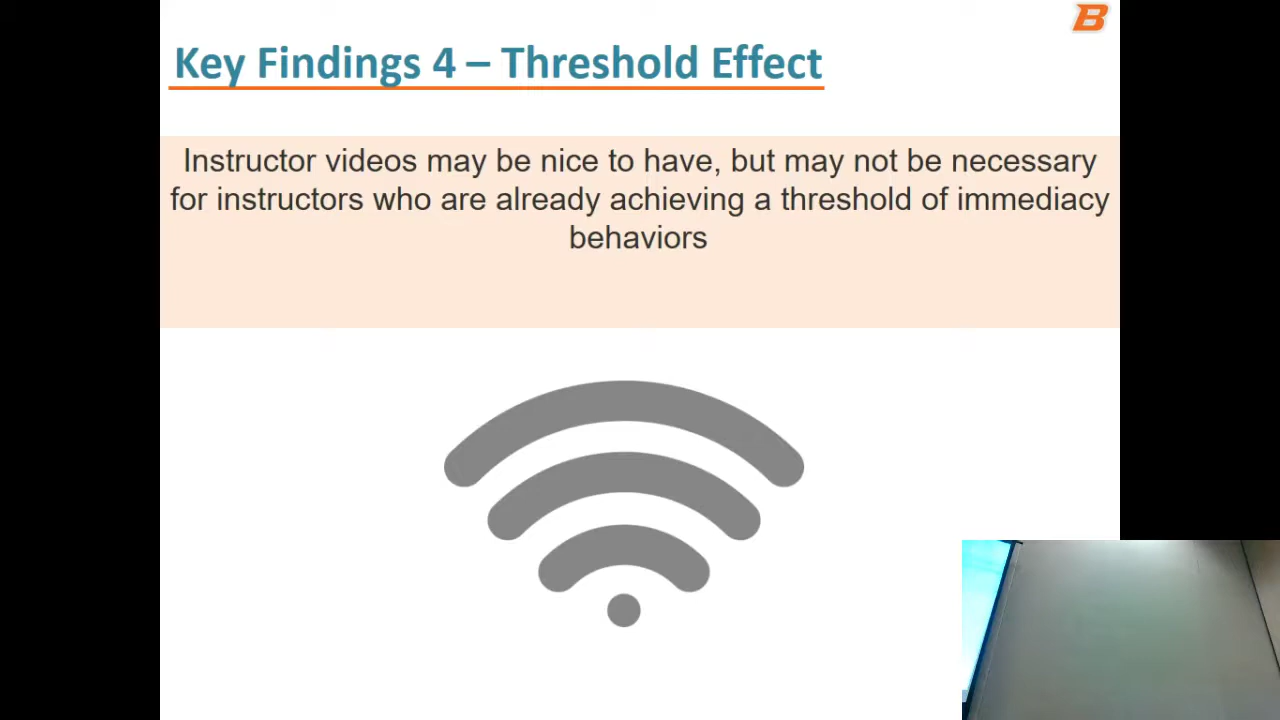 B
Key Findings 4 – Threshold Effect
Instructor videos may be nice to have, but may not be necessary
for instructors who are already achieving a threshold of immediacy
behaviors